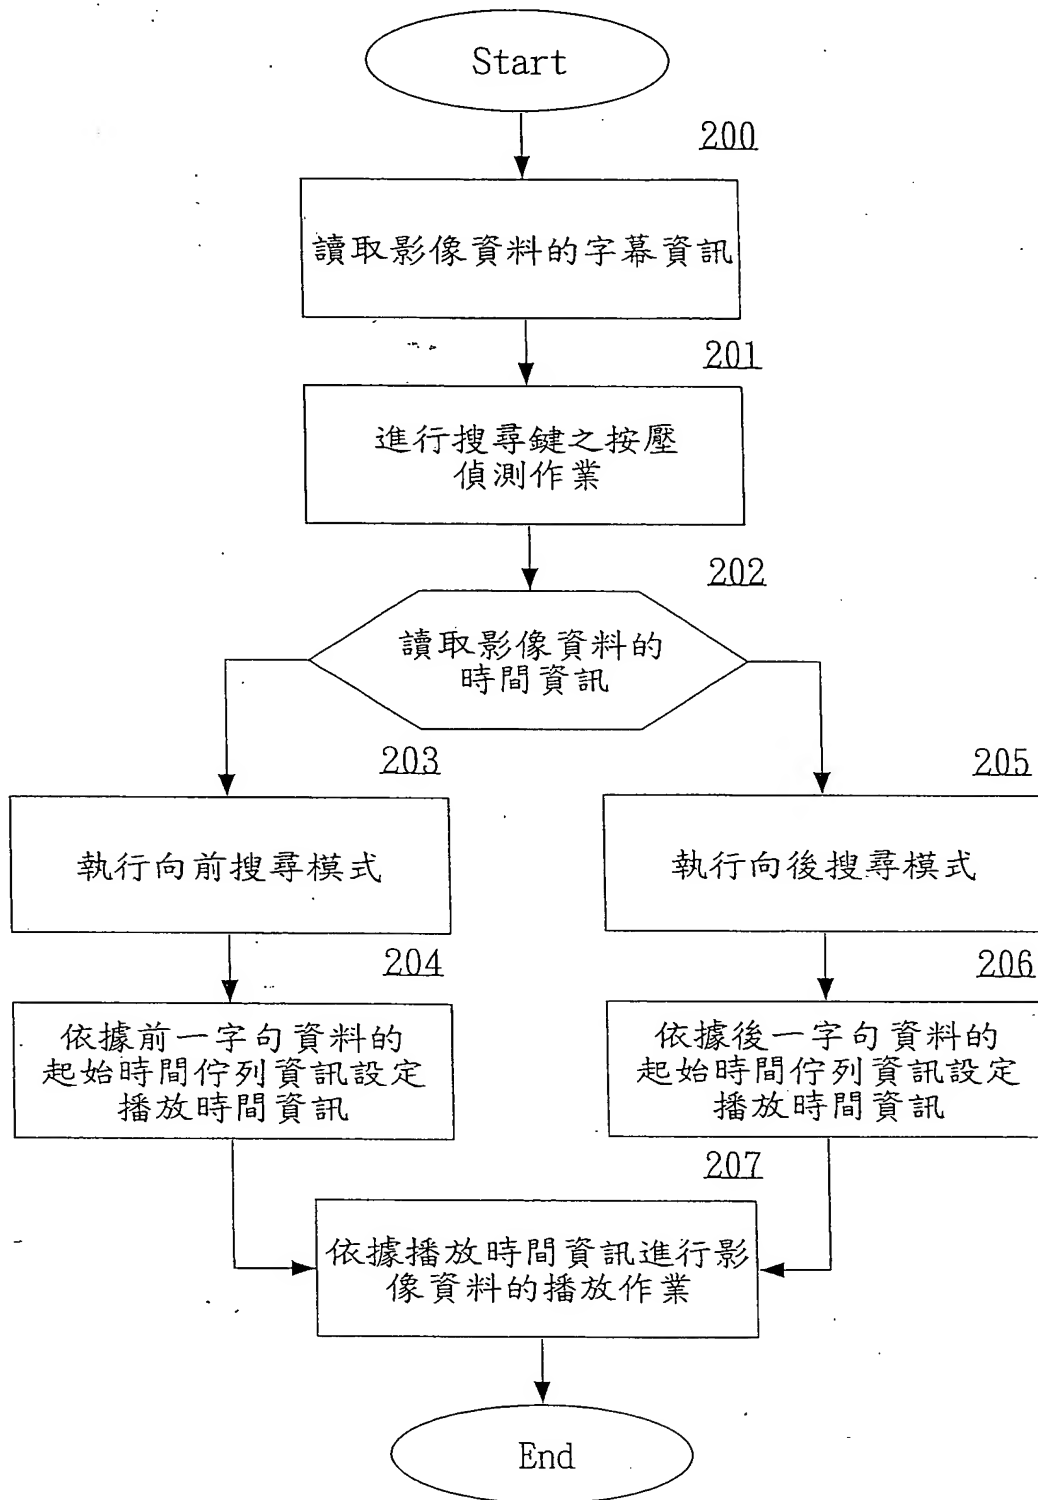 Start
200
讀取影像資料的字幕資訊
201
進行搜尋鍵之按壓
偵測作業
202
讀取影像資料的
時間資訊
203
執行向前搜尋模式
205
執行向後搜尋模式
204
依據前一字句資料的
起始時間佇列資訊設定
播放時間資訊
206
依據後一字句資料的
起始時間佇列資訊設定
播放時間資訊
207
依據播放時間資訊進行影
像資料的播放作業
End